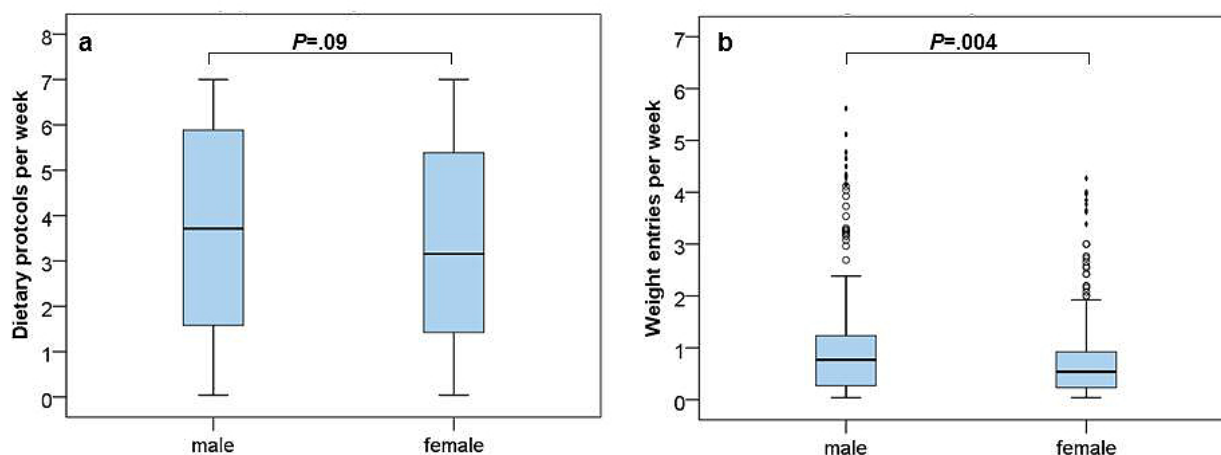 a
P=.09
Dietary protcols per week
8
7
6
5
4
3
2
1
0
male
female
b
P=.004
Weight entries per week
7
6
5
4
3
2
1
0
male
female